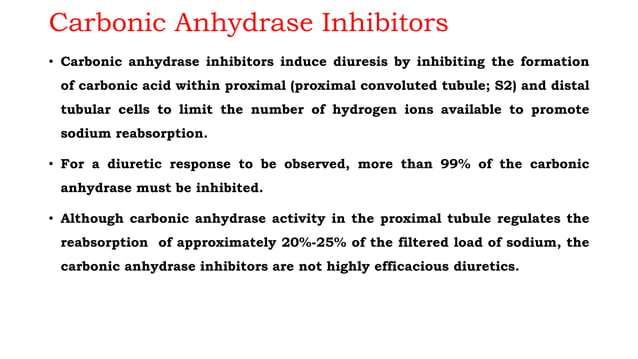 Carbonic Anhydrase Inhibitors
• Carbonic anhydrase inhibitors induce diuresis by inhibiting the formation
of carbonic acid within proximal (proximal convoluted tubule; S2) and distal
tubular cells to limit the number of hydrogen ions available to promote
sodium reabsorption.
• For a diuretic response to be observed, more than 99% of the carbonic
anhydrase must be inhibited.
• Although carbonic anhydrase activity in the proximal tubule regulates the
reabsorption of approximately 20%-25% of the filtered load of sodium, the
carbonic anhydrase inhibitors are not highly efficacious diuretics.